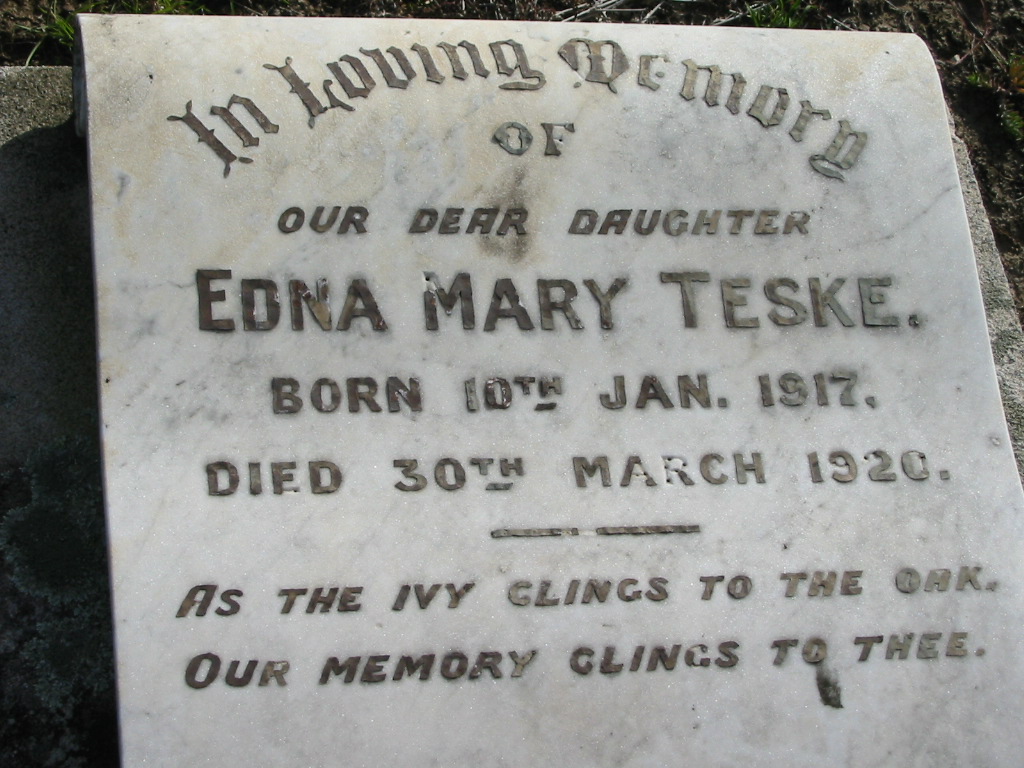 In Loving Memory
OF
OUR DEAR DAUGHTER
EDNA MARY TESKE.
BORN 10TH JAN. 1917.
DIED 30TH MARCH 1920.
AS THE IVY CLINGS TO THE OAK.
OUR MEMORY CLINGS TO THEE.